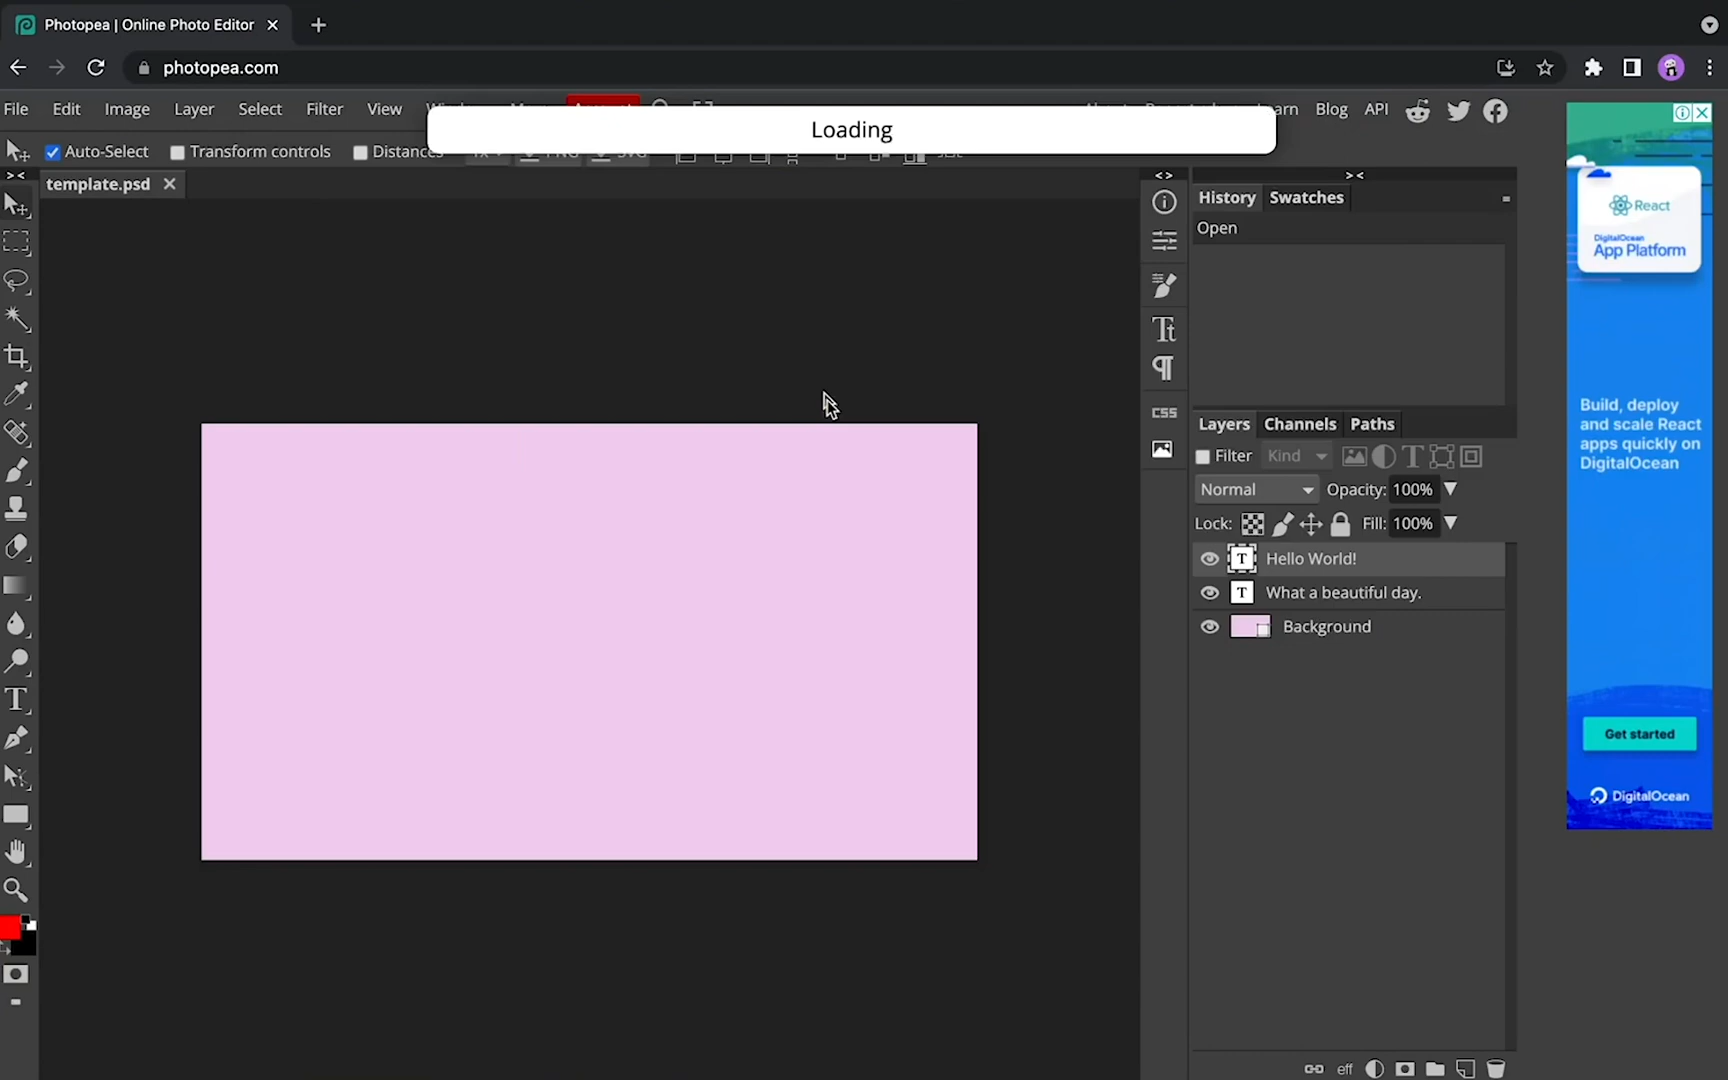 Photopea | Online Photo Editor
photopea.com
File Edit Image Layer Select Filter View
Blog API
Loading
Auto-Select Transform controls Distances
template.psd
History Swatches
Open
CSS
Layers Channels Paths
Filter Kind
Normal Opacity: 100%
Lock: Fill: 100%
T Hello World!
T What a beautiful day.
Background
eff
React
DigitalOcean
App Platform
Build, deploy
and scale React
apps quickly on
DigitalOcean
Get started
DigitalOcean